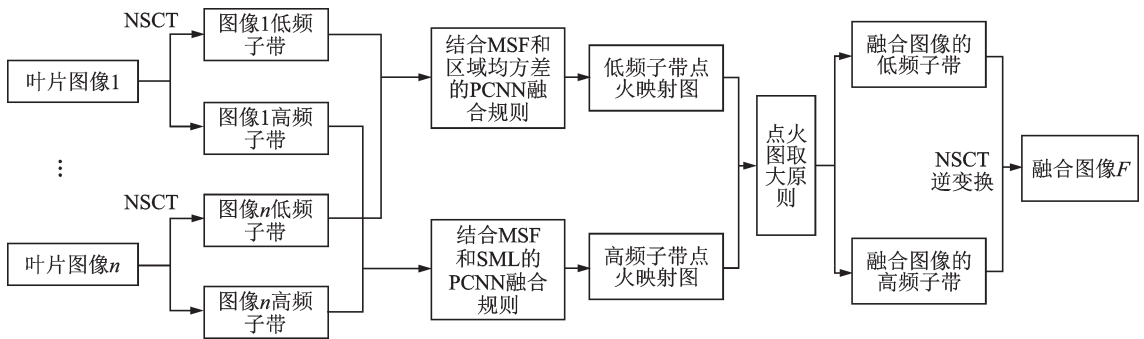 NSCT
图像1低频
子带
叶片图像1
图像1高频
子带
⋮
NSCT
图像n低频
子带
叶片图像n
图像n高频
子带
结合MSF和
区域均方差
的PCNN融
合规则
低频子带点
火映射图
结合MSF
和SML的
PCNN融合
规则
高频子带点
火映射图
点火
图取
大原
则
融合图像的
低频子带
融合图像的
高频子带
NSCT
逆变换
融合图像F